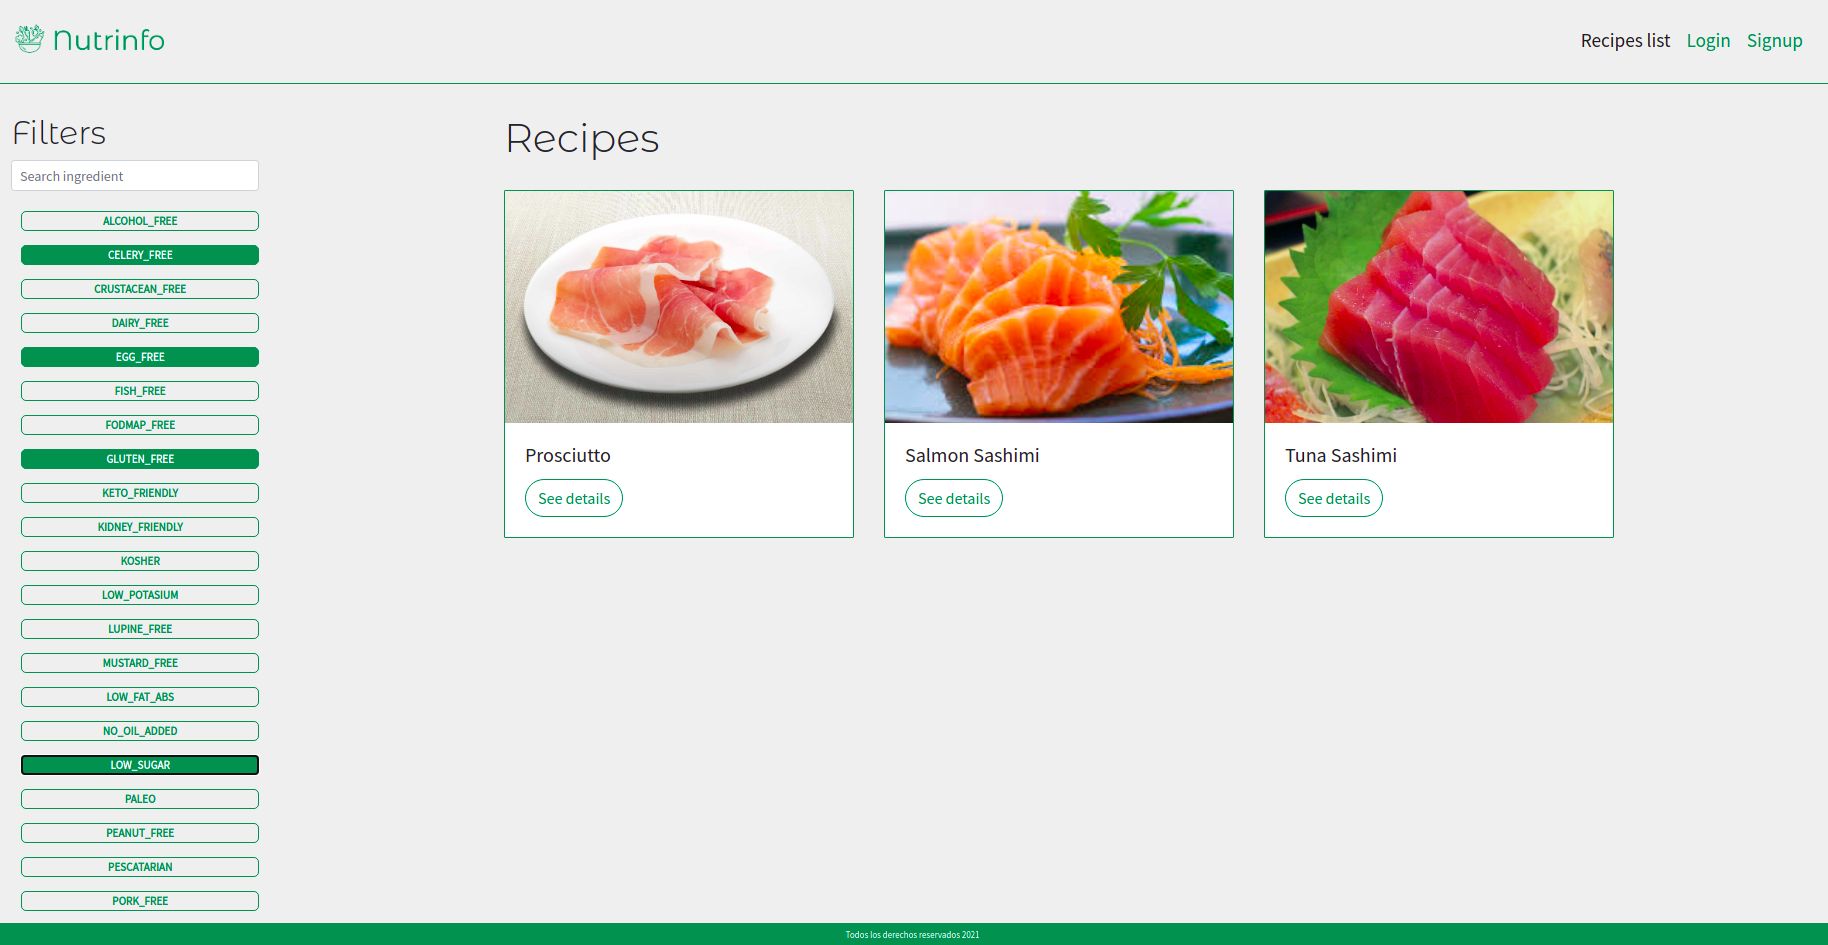 Nutrinfo
Recipes list Login Signup
Filters
Search ingredient
ALCOHOL_FREE
CELERY_FREE
CRUSTACEAN_FREE
DAIRY_FREE
EGG_FREE
FISH_FREE
FODMAP_FREE
GLUTEN_FREE
KETO_FRIENDLY
KIDNEY_FRIENDLY
KOSHER
LOW_POTASIUM
LUPINE_FREE
MUSTARD_FREE
LOW_FAT_ABS
NO_OIL_ADDED
LOW_SUGAR
PALEO
PEANUT_FREE
PESCATARIAN
PORK_FREE
Recipes
Prosciutto
See details
Salmon Sashimi
See details
Tuna Sashimi
See details
Todos los derechos reservados 2021